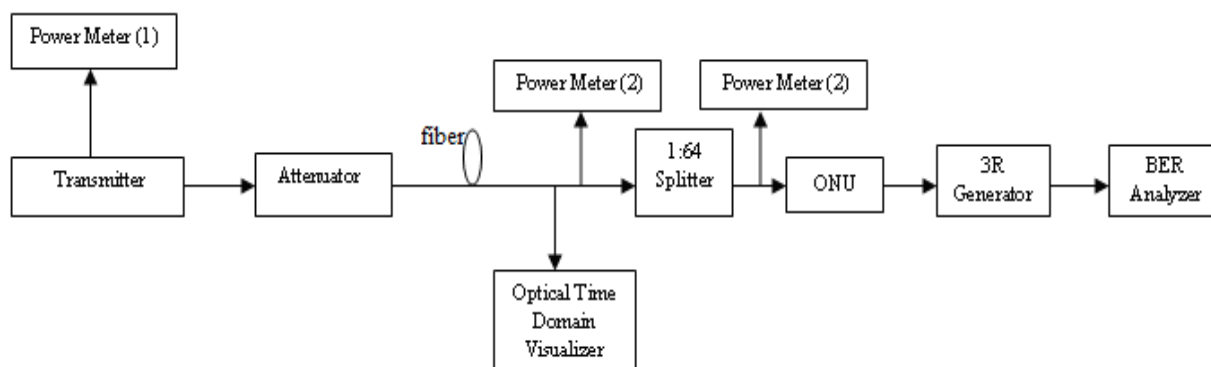 Power Meter (1)
Power Meter (2)
Power Meter (2)
fiber
Transmitter
Attenuator
1:64
Splitter
ONU
3R
Generator
BER
Analyzer
Optical Time
Domain
Visualizer